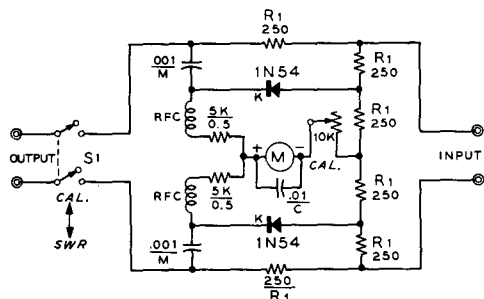 R1
250
.001
M
1N54
K
R1
250
RFC
5K
0.5
R1
250
10K
OUTPUT
S1
+ M −
CAL.
INPUT
CAL.
SWR
RFC
5K
0.5
.01
C
R1
250
K
1N54
.001
M
R1
250
250
R1